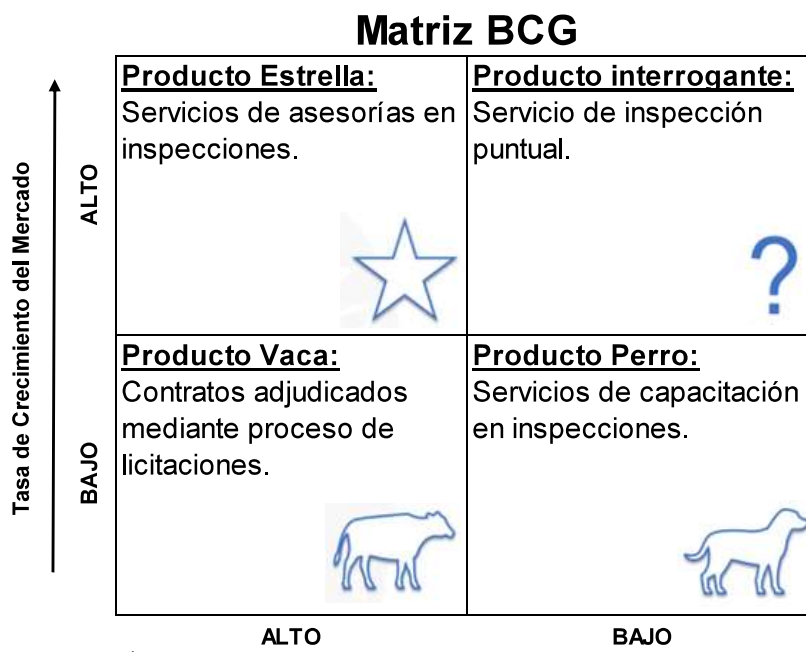 Matriz BCG
Tasa de Crecimiento del Mercado
ALTO
Producto Estrella:
Servicios de asesorías en
inspecciones.
Producto interrogante:
Servicio de inspección
puntual.
?
BAJO
Producto Vaca:
Contratos adjudicados
mediante proceso de
licitaciones.
Producto Perro:
Servicios de capacitación
en inspecciones.
ALTO
BAJO